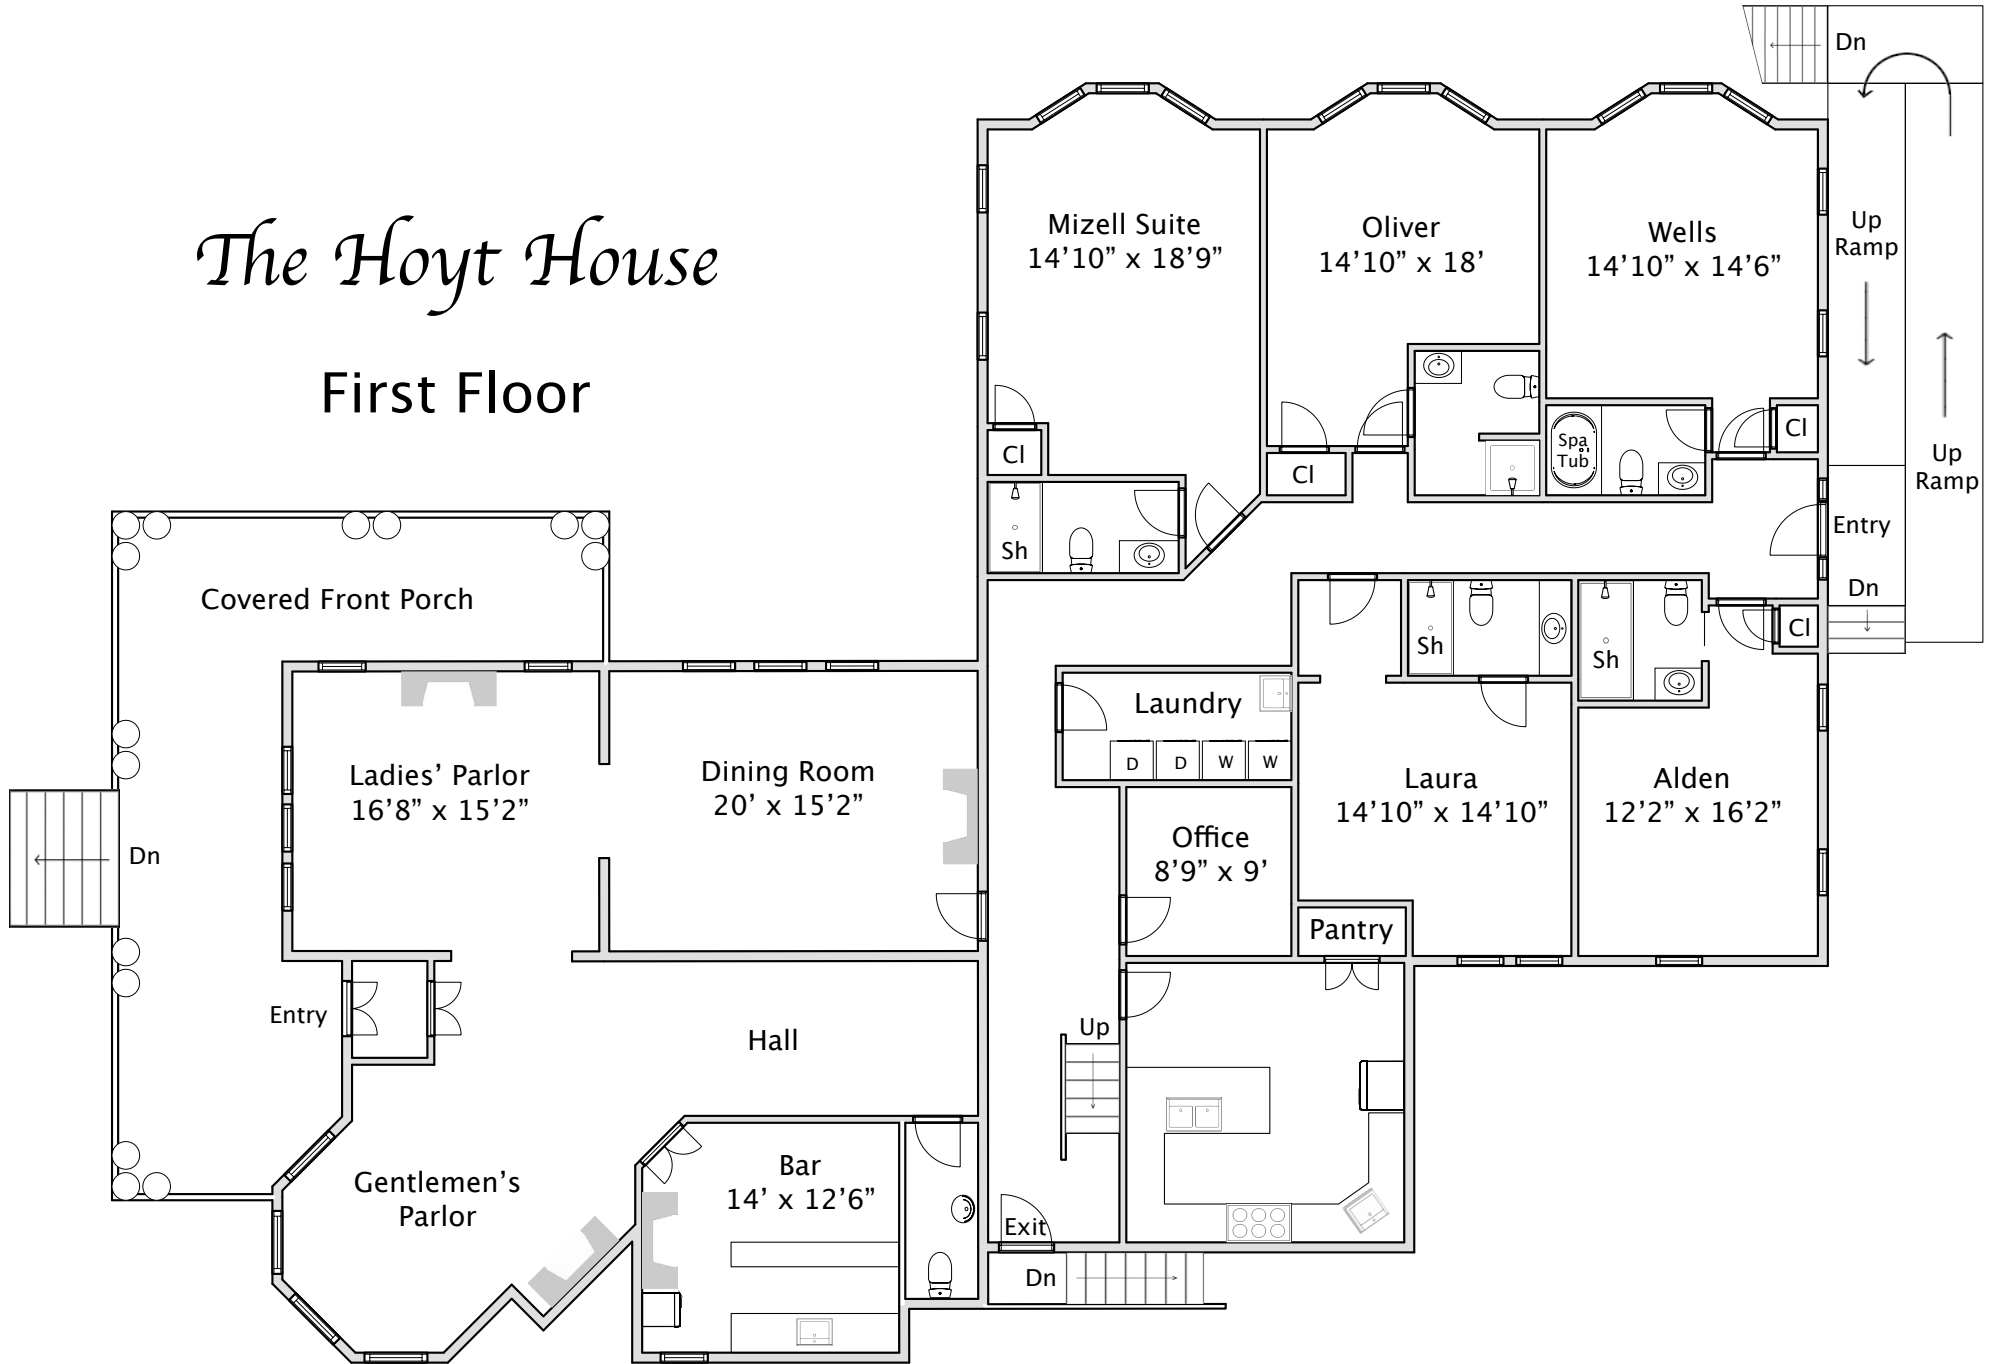 The Hoyt House
First Floor
Dn
Up
Ramp
Up
Ramp
Entry
Dn
Mizell Suite
14’10” x 18’9”
Oliver
14’10” x 18'
Wells
14’10” x 14’6”
Cl
Cl
Cl
Spa
Tub
Sh
Sh
Sh
Cl
Covered Front Porch
Dn
Ladies’ Parlor
16’8” x 15’2”
Dining Room
20’ x 15’2”
Laundry
D
D
W
W
Laura
14’10” x 14’10”
Alden
12’2” x 16’2”
Office
8’9” x 9’
Pantry
Entry
Hall
Up
Gentlemen’s
Parlor
Bar
14’ x 12’6”
Exit
Dn